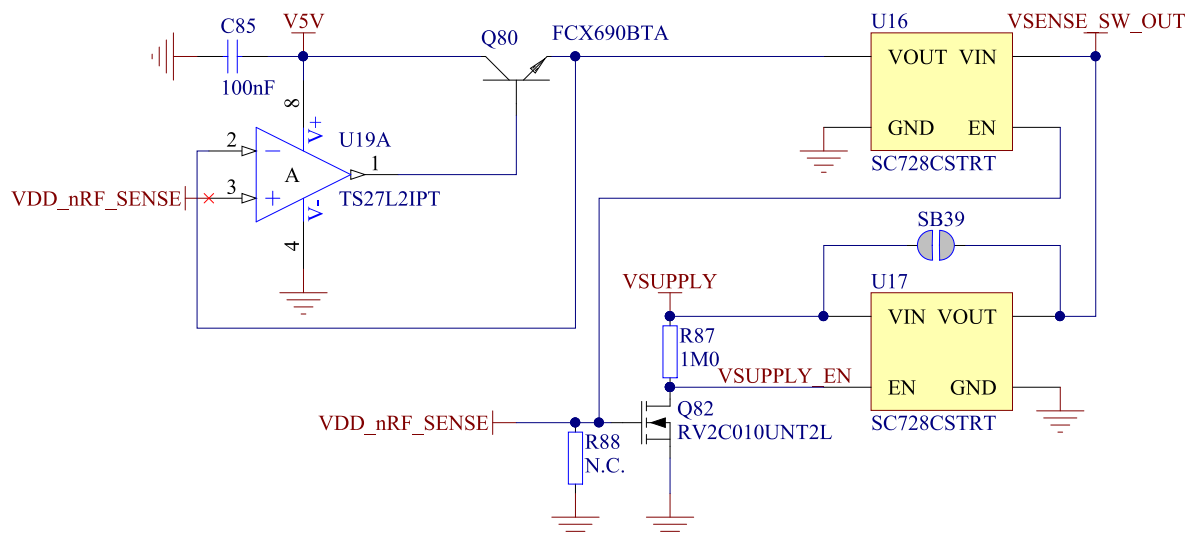 C85
V5V
Q80
FCX690BTA
U16
VSENSE_SW_OUT
100nF
VOUT VIN
8
V+
U19A
GND EN
2
A
1
SC728CSTRT
VDD_nRF_SENSE
3
V-
TS27L2IPT
SB39
4
VSUPPLY
U17
VIN VOUT
R87
1M0
VSUPPLY_EN
EN GND
VDD_nRF_SENSE
Q82
SC728CSTRT
RV2C010UNT2L
R88
N.C.